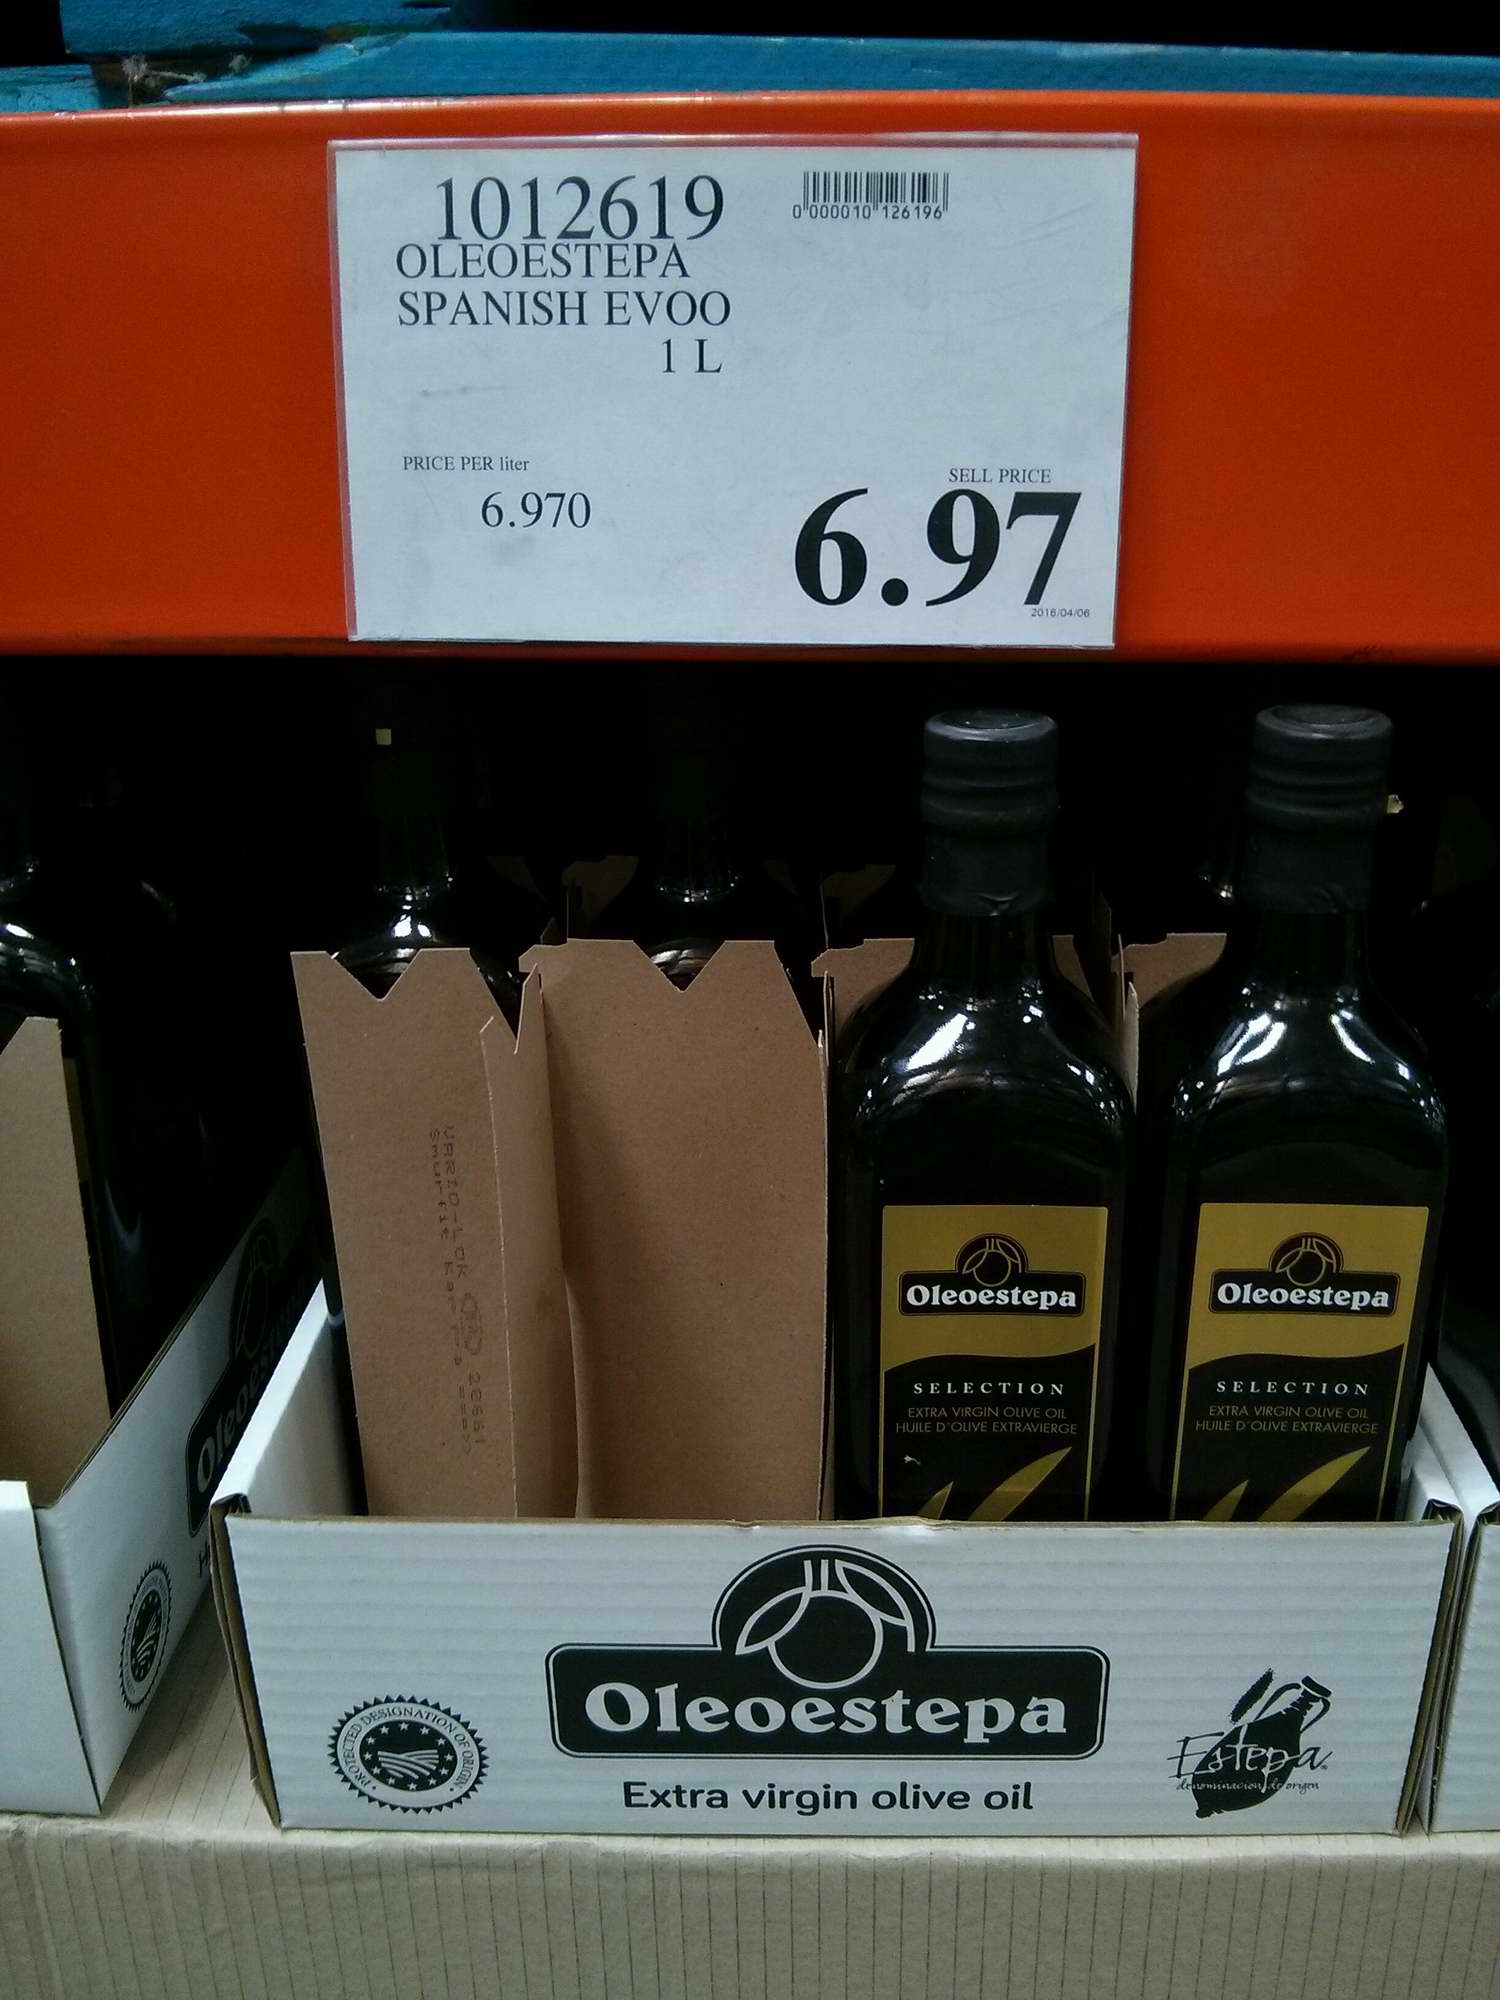 1012619
0 000010 126196
OLEOESTEPA
SPANISH EVOO
1 L
PRICE PER liter
6.970
SELL PRICE
6.97
2016/04/06
Oleoestepa
SELECTION
EXTRA VIRGIN OLIVE OIL
HUILE D'OLIVE EXTRAVIERGE
Oleoestepa
SELECTION
EXTRA VIRGIN OLIVE OIL
HUILE D'OLIVE EXTRAVIERGE
Oleoestepa
PROTECTED DESIGNATION OF ORIGIN
Oleoestepa
Extra virgin olive oil
Estepa
denominación de origen